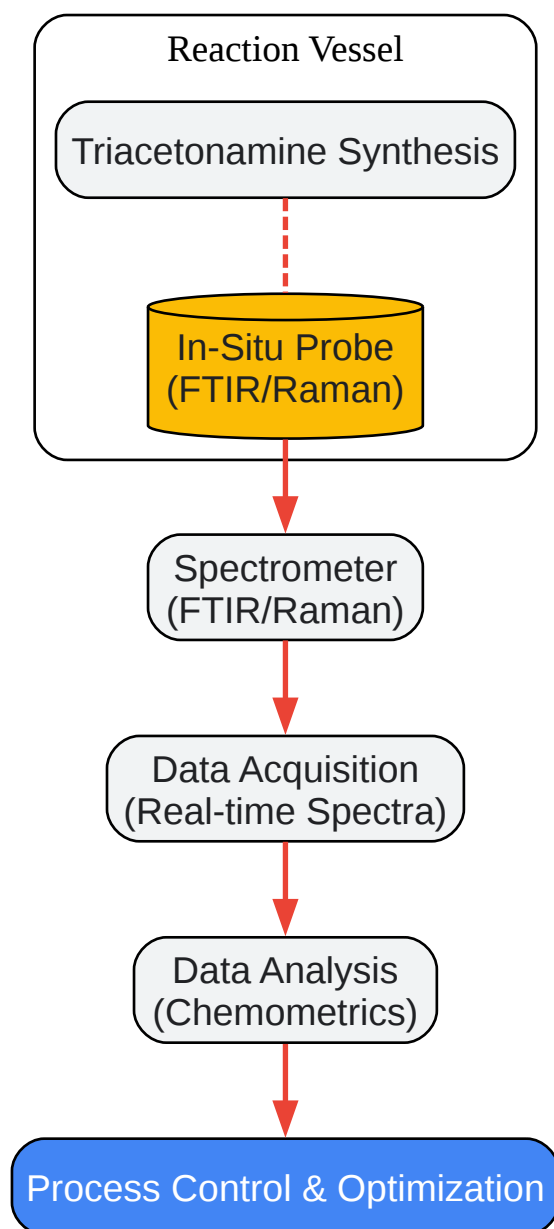 Reaction Vessel
Triacetonamine Synthesis
In-Situ Probe
(FTIR/Raman)
Spectrometer
(FTIR/Raman)
Data Acquisition
(Real-time Spectra)
Data Analysis
(Chemometrics)
Process Control & Optimization